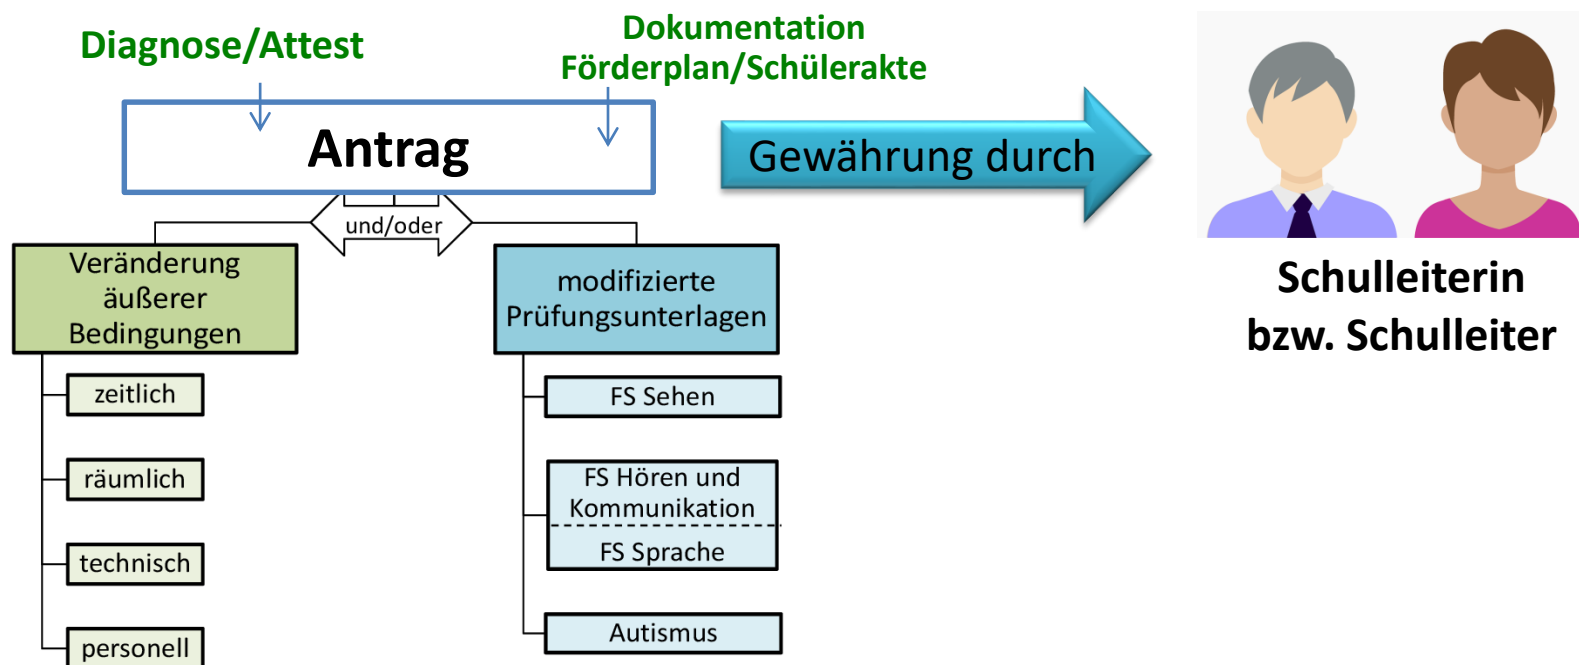 Diagnose/Attest
Dokumentation
Förderplan/Schülerakte
Antrag
Gewährung durch
und/oder
Schulleiterin
bzw. Schulleiter
Veränderung
äußerer
Bedingungen
zeitlich
räumlich
technisch
personell
modifizierte
Prüfungsunterlagen
FS Sehen
FS Hören und
Kommunikation
FS Sprache
Autismus